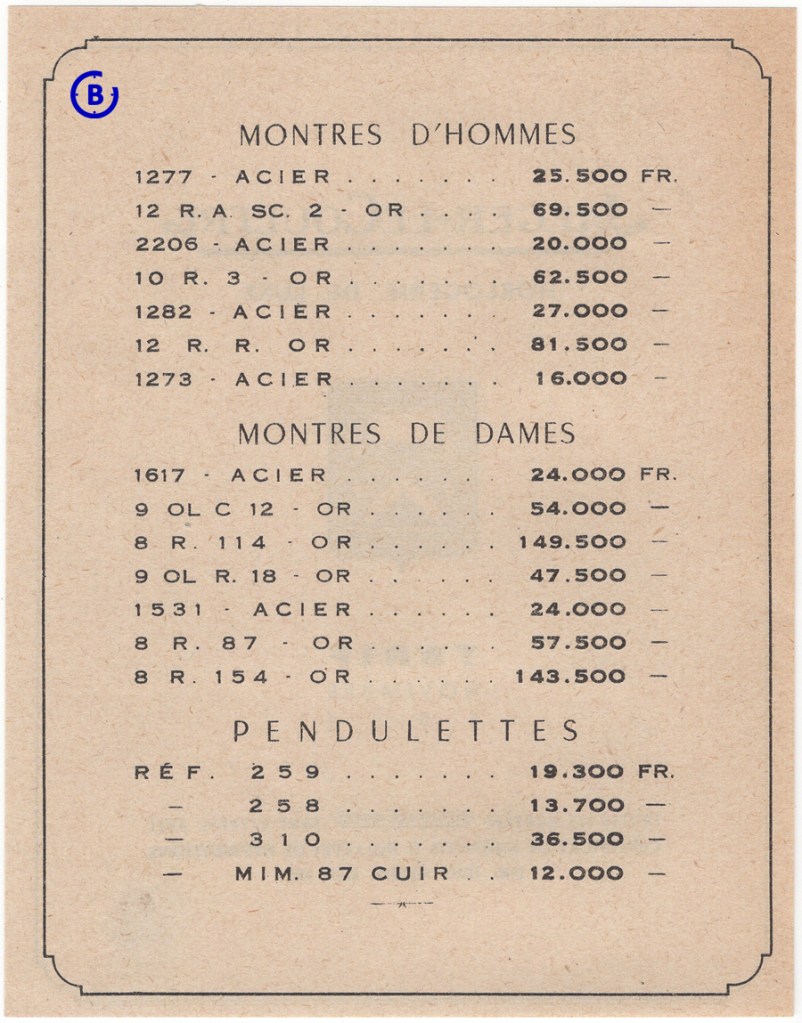 B
MONTRES D'HOMMES
1277 - ACIER . . . . . . . 25.500 FR.
12 R. A. SC. 2 - OR . . . . 69.500 —
2206 - ACIER . . . . . . . 20.000 —
10 R. 3 - OR . . . . . . . 62.500 —
1282 - ACIER . . . . . . . 27.000 —
12 R. R. OR . . . . . . . 81.500 —
1273 - ACIER . . . . . . . 16.000 —
MONTRES DE DAMES
1617 - ACIER . . . . . . . 24.000 FR.
9 OL C 12 - OR . . . . . . 54.000 —
8 R. 114 - OR . . . . . . 149.500 —
9 OL R. 18 - OR . . . . . . 47.500 —
1531 - ACIER . . . . . . 24.000 —
8 R. 87 - OR . . . . . . 57.500 —
8 R. 154 - OR . . . . . . 143.500 —
PENDULETTES
RÉF. 259 . . . . . . . 19.300 FR.
— 258 . . . . . . . 13.700 —
— 310 . . . . . . . 36.500 —
— MIM. 87 CUIR . . 12.000 —